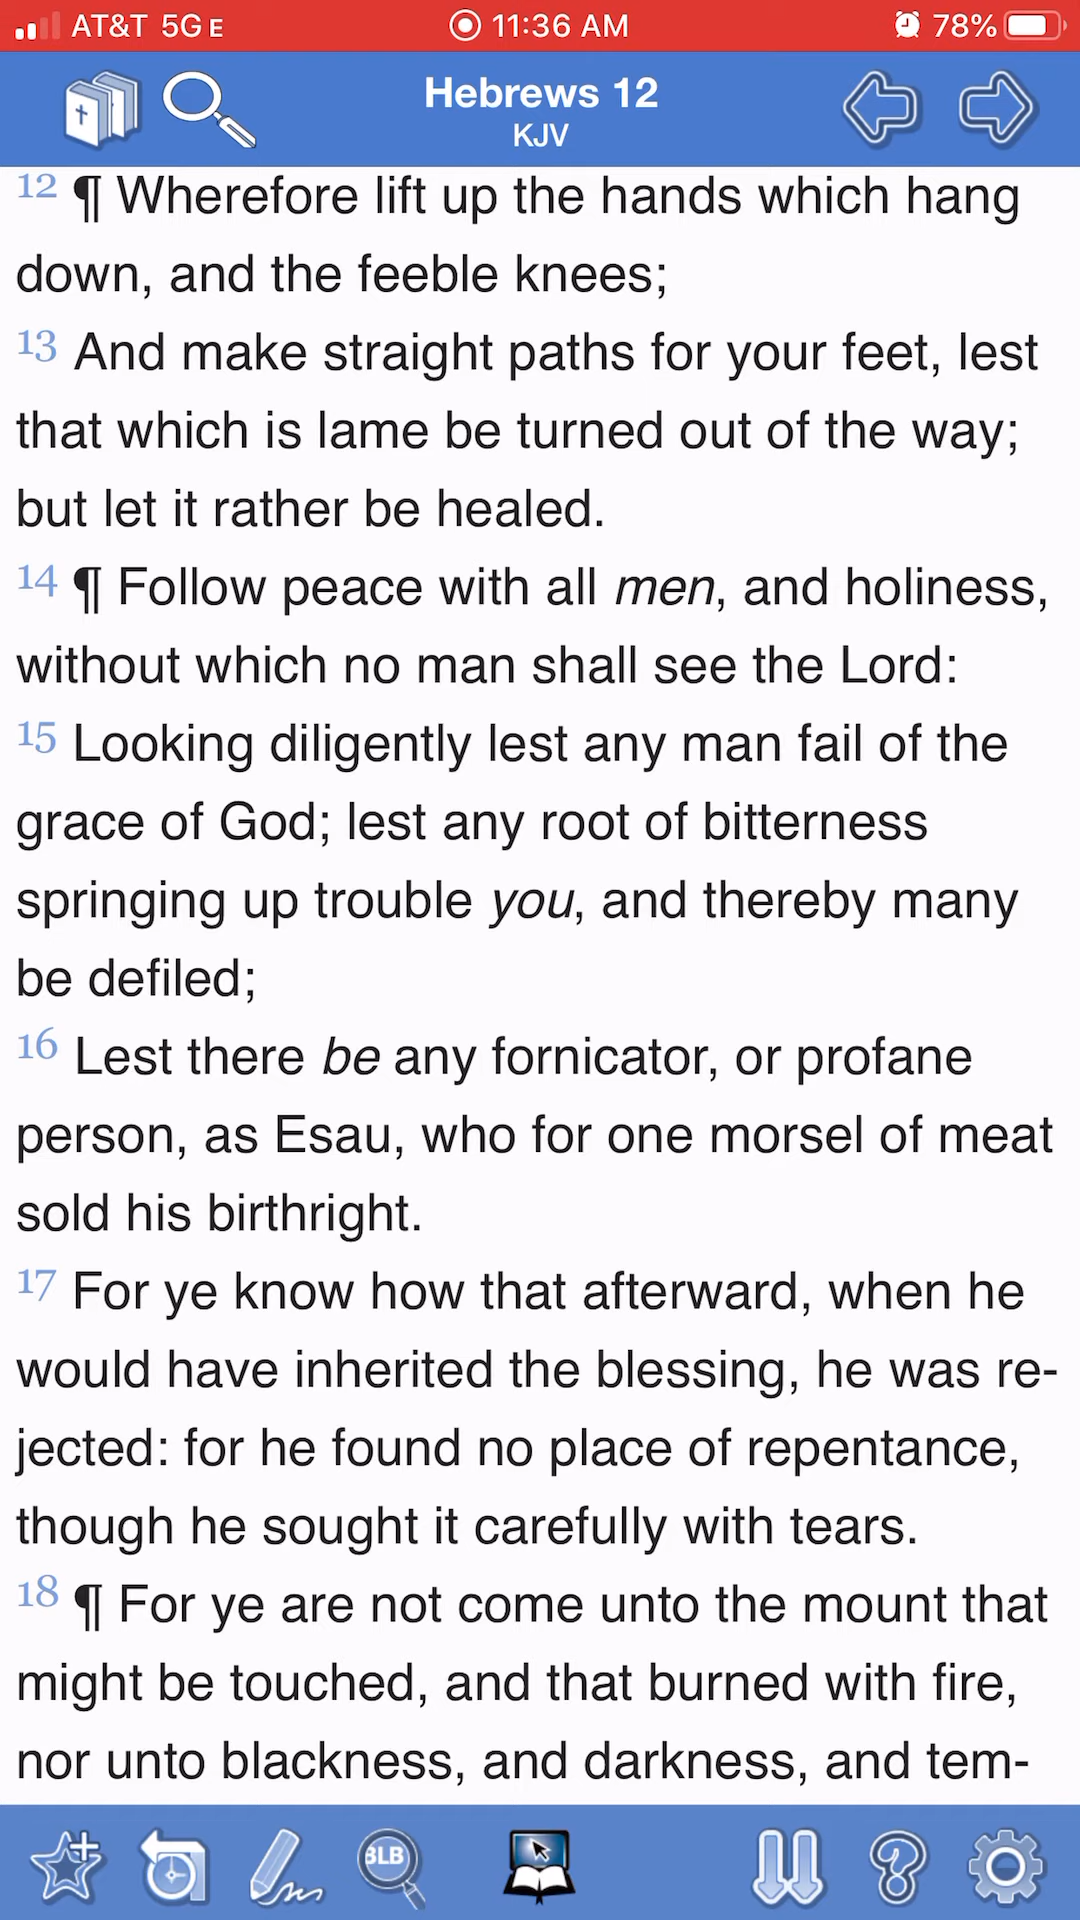 AT&T 5GE 11:36 AM 78%
Hebrews 12
KJV
12 ¶ Wherefore lift up the hands which hang
down, and the feeble knees;
13 And make straight paths for your feet, lest
that which is lame be turned out of the way;
but let it rather be healed.
14 ¶ Follow peace with all men, and holiness,
without which no man shall see the Lord:
15 Looking diligently lest any man fail of the
grace of God; lest any root of bitterness
springing up trouble you, and thereby many
be defiled;
16 Lest there be any fornicator, or profane
person, as Esau, who for one morsel of meat
sold his birthright.
17 For ye know how that afterward, when he
would have inherited the blessing, he was re-
jected: for he found no place of repentance,
though he sought it carefully with tears.
18 ¶ For ye are not come unto the mount that
might be touched, and that burned with fire,
nor unto blackness, and darkness, and tem-
BLB